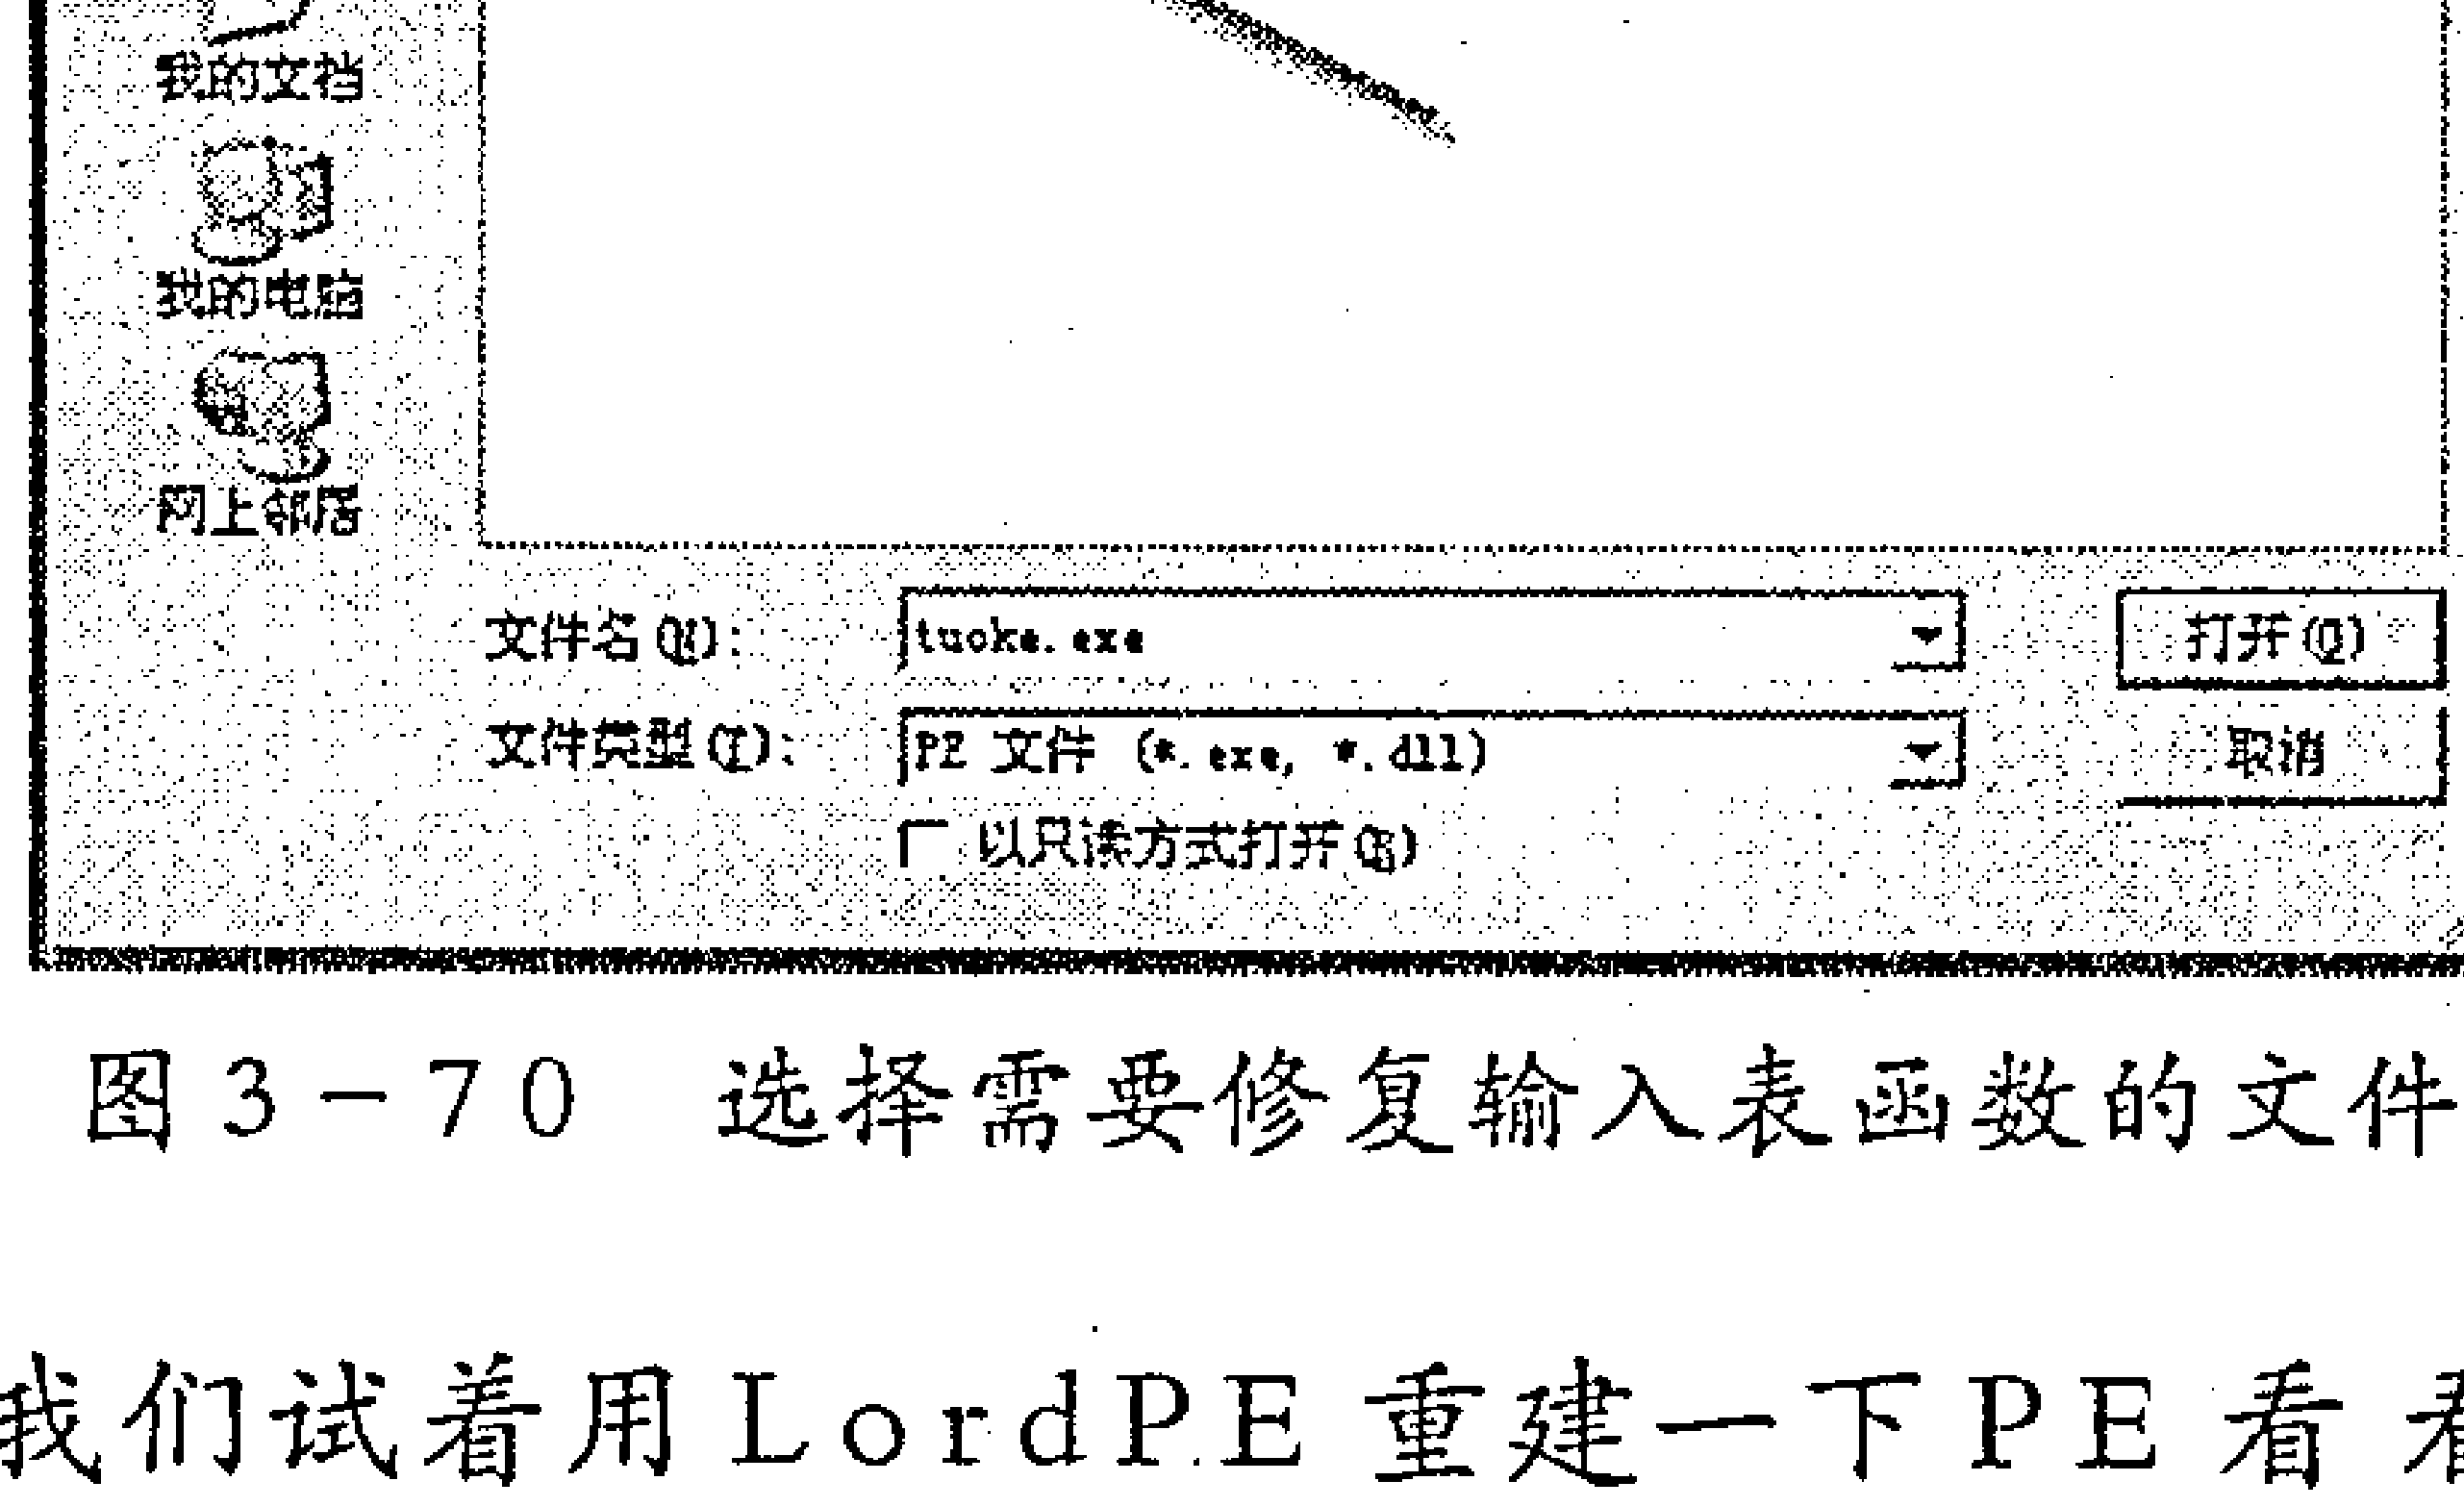 我的文档
我的电脑
网上邻居
文件名(N): tuoke.exe 打开(O)
文件类型(T): PE 文件 (*.exe, *.dll) 取消
以只读方式打开(R)
图3-70 选择需要修复输入表函数的文件
我们试着用LordPE重建一下PE看看